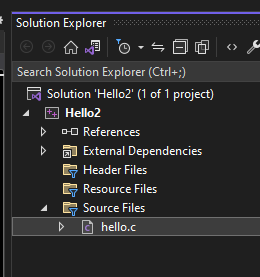 Solution Explorer
Search Solution Explorer (Ctrl+;)
Solution 'Hello2' (1 of 1 project)
Hello2
References
External Dependencies
Header Files
Resource Files
Source Files
hello.c